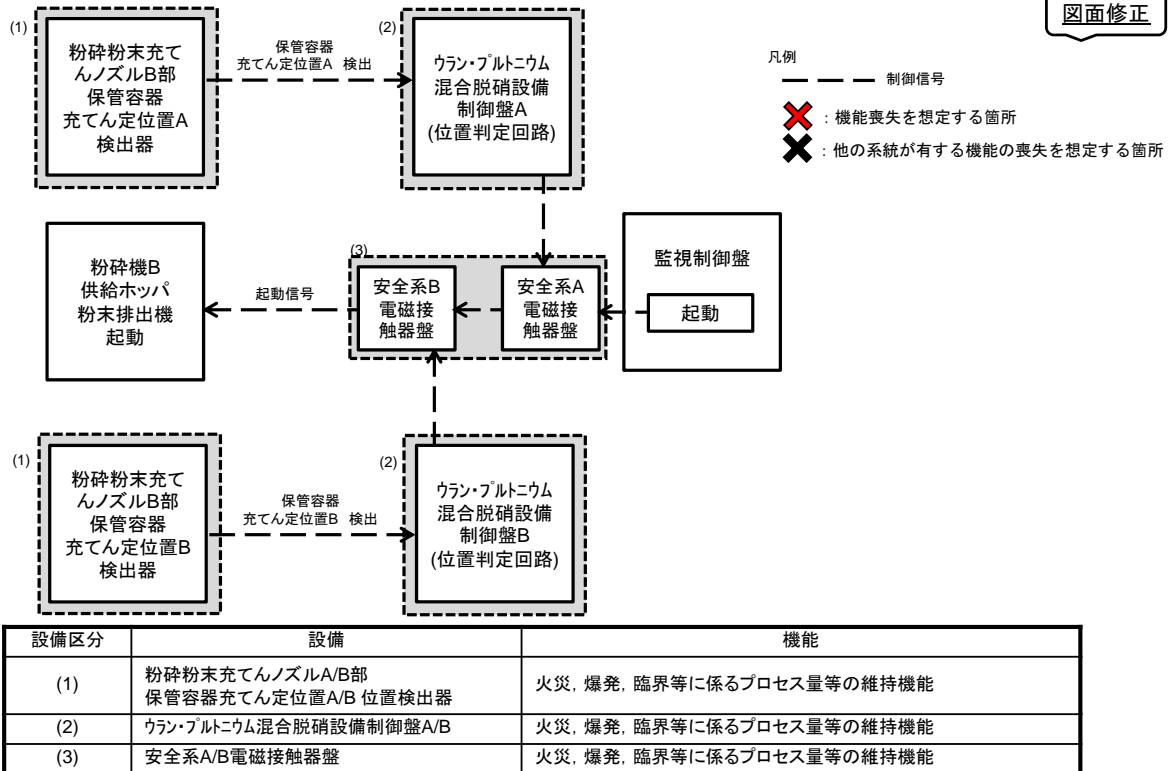 図面修正
(1)
粉砕粉末充て
んノズルB部
保管容器
充てん定位置A
検出器
保管容器
充てん定位置A 検出
(2)
ウラン・プルトニウム
混合脱硝設備
制御盤A
(位置判定回路)
凡例
制御信号
：機能喪失を想定する箇所
：他の系統が有する機能の喪失を想定する箇所
粉砕機B
供給ホッパ
粉末排出機
起動
起動信号
(3)
安全系B
電磁接
触器盤
安全系A
電磁接
触器盤
監視制御盤
起動
(1)
粉砕粉末充て
んノズルB部
保管容器
充てん定位置B
検出器
保管容器
充てん定位置B 検出
(2)
ウラン・プルトニウム
混合脱硝設備
制御盤B
(位置判定回路)
設備区分 設備 機能
(1) 粉砕粉末充てんノズルA/B部
保管容器充てん定位置A/B 位置検出器 火災，爆発，臨界等に係るプロセス量等の維持機能
(2) ウラン・プルトニウム混合脱硝設備制御盤A/B 火災，爆発，臨界等に係るプロセス量等の維持機能
(3) 安全系A/B電磁接触器盤 火災，爆発，臨界等に係るプロセス量等の維持機能